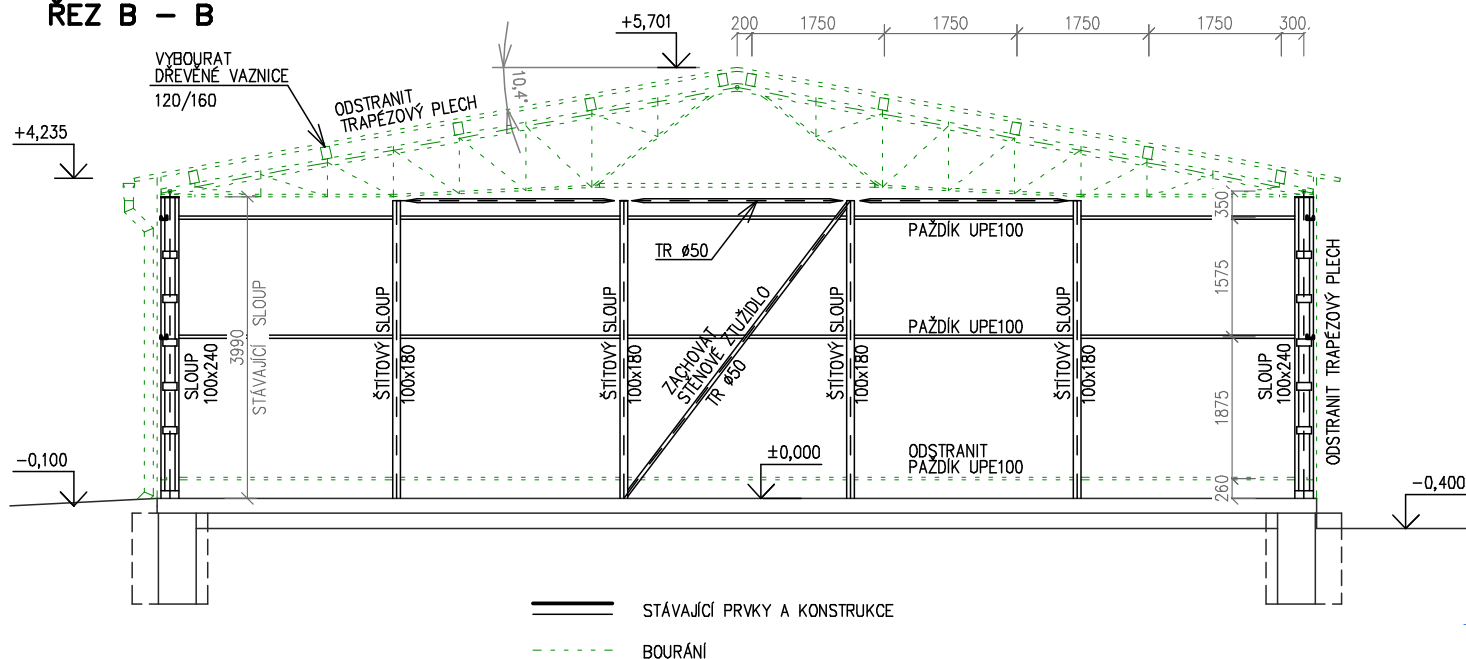 ŘEZ B - B
+5,701
200
1750
1750
1750
1750
300
VYBOURAT
DŘEVĚNÉ VAZNICE
120/160
ODSTRANIT
TRAPÉZOVÝ PLECH
10,4°
+4,235
350
PAŽDÍK UPE100
TR ø50
1575
ODSTRANIT TRAPÉZOVÝ PLECH
3990
STÁVAJÍCÍ SLOUP
SLOUP
100x240
ŠTÍTOVÝ SLOUP
100x180
ŠTÍTOVÝ SLOUP
100x180
ZACHOVAT
STĚNOVÉ ZTUŽIDLO
TR ø50
ŠTÍTOVÝ SLOUP
100x180
PAŽDÍK UPE100
ŠTÍTOVÝ SLOUP
100x180
SLOUP
100x240
1875
-0,100
±0,000
ODSTRANIT
PAŽDÍK UPE100
260
-0,400
STÁVAJÍCÍ PRVKY A KONSTRUKCE
BOURÁNÍ